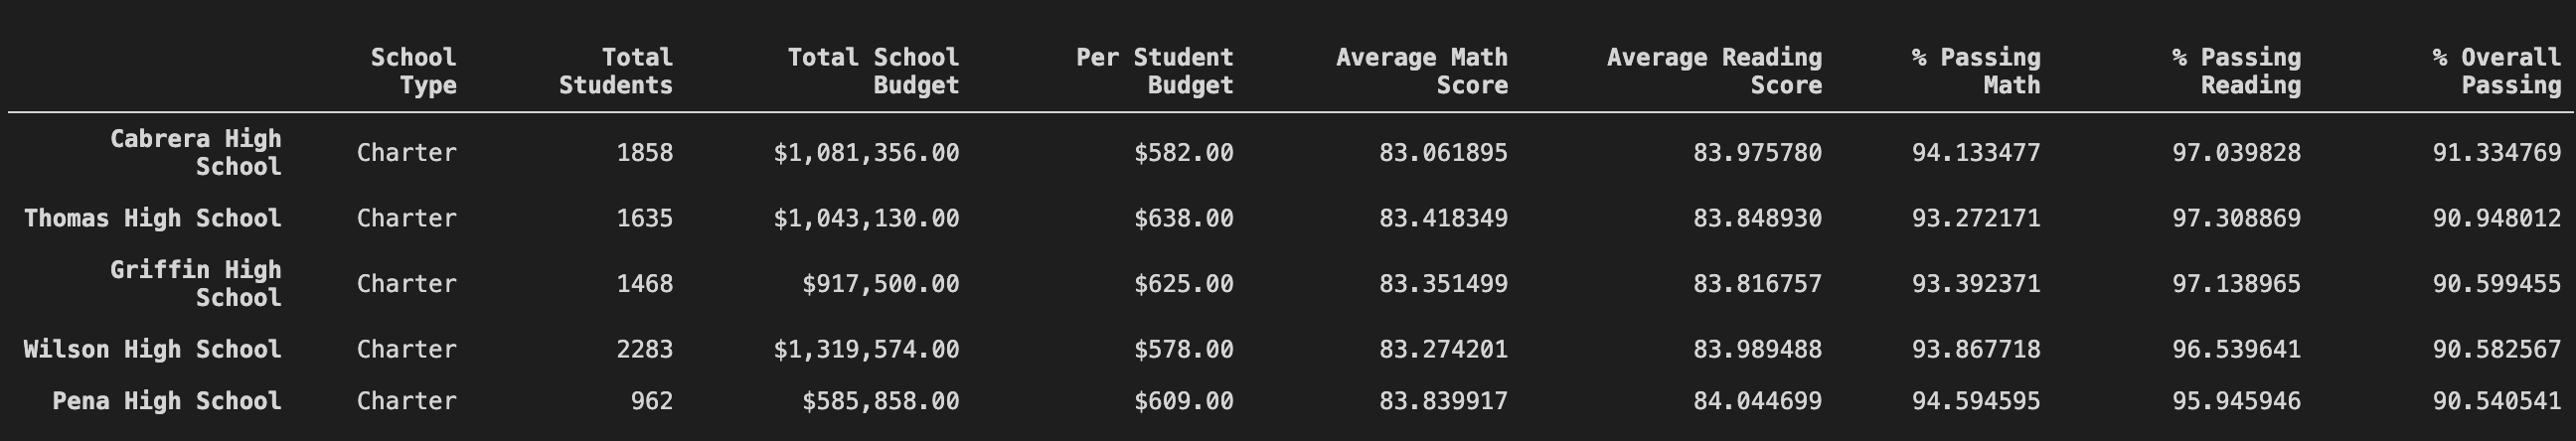 School Type Total Students Total School Budget Per Student Budget Average Math Score Average Reading Score % Passing Math % Passing Reading % Overall Passing
Cabrera High School Charter 1858 $1,081,356.00 $582.00 83.061895 83.975780 94.133477 97.039828 91.334769
Thomas High School Charter 1635 $1,043,130.00 $638.00 83.418349 83.848930 93.272171 97.308869 90.948012
Griffin High School Charter 1468 $917,500.00 $625.00 83.351499 83.816757 93.392371 97.138965 90.599455
Wilson High School Charter 2283 $1,319,574.00 $578.00 83.274201 83.989488 93.867718 96.539641 90.582567
Pena High School Charter 962 $585,858.00 $609.00 83.839917 84.044699 94.594595 95.945946 90.540541